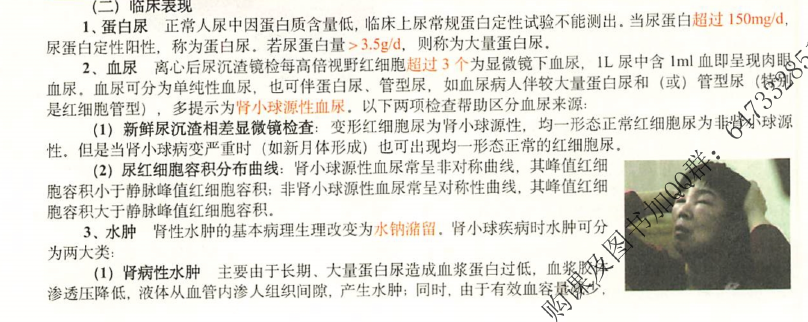 (二) 临床表现
1、蛋白尿 正常人尿中因蛋白质含量低, 临床上尿常规蛋白定性试验不能测出。当尿蛋白超过 150mg/d,
尿蛋白定性阳性, 称为蛋白尿。若尿蛋白量>3.5g/d, 则称为大量蛋白尿。
2、血尿 离心后尿沉渣镜检每高倍视野红细胞超过 3 个为显微镜下血尿, 1L 尿中含 1ml 血即呈现肉眼
血尿。血尿可分为单纯性血尿, 也可伴蛋白尿、管型尿, 如血尿病人伴较大量蛋白尿和 (或) 管型尿 (特别
是红细胞管型), 多提示为肾小球源性血尿。以下两项检查帮助区分血尿来源:
(1) 新鲜尿沉渣相差显微镜检查: 变形红细胞尿为肾小球源性, 均一形态正常红细胞尿为非肾小球源
性。但是当肾小球病变严重时 (如新月体形成) 也可出现均一形态正常的红细胞尿。
(2) 尿红细胞容积分布曲线: 肾小球源性血尿常呈非对称曲线, 其峰值红细
胞容积小于静脉峰值红细胞容积; 非肾小球源性血尿常呈对称性曲线, 其峰值红细
胞容积大于静脉峰值红细胞容积。
3、水肿 肾性水肿的基本病理生理改变为水钠潴留。肾小球疾病时水肿可分
为两大类:
(1) 肾病性水肿 主要由于长期、大量蛋白尿造成血浆蛋白过低, 血浆胶体
渗透压降低, 液体从血管内渗入组织间隙, 产生水肿; 同时, 由于有效血容量
购课及图书加QQ群: 647333285